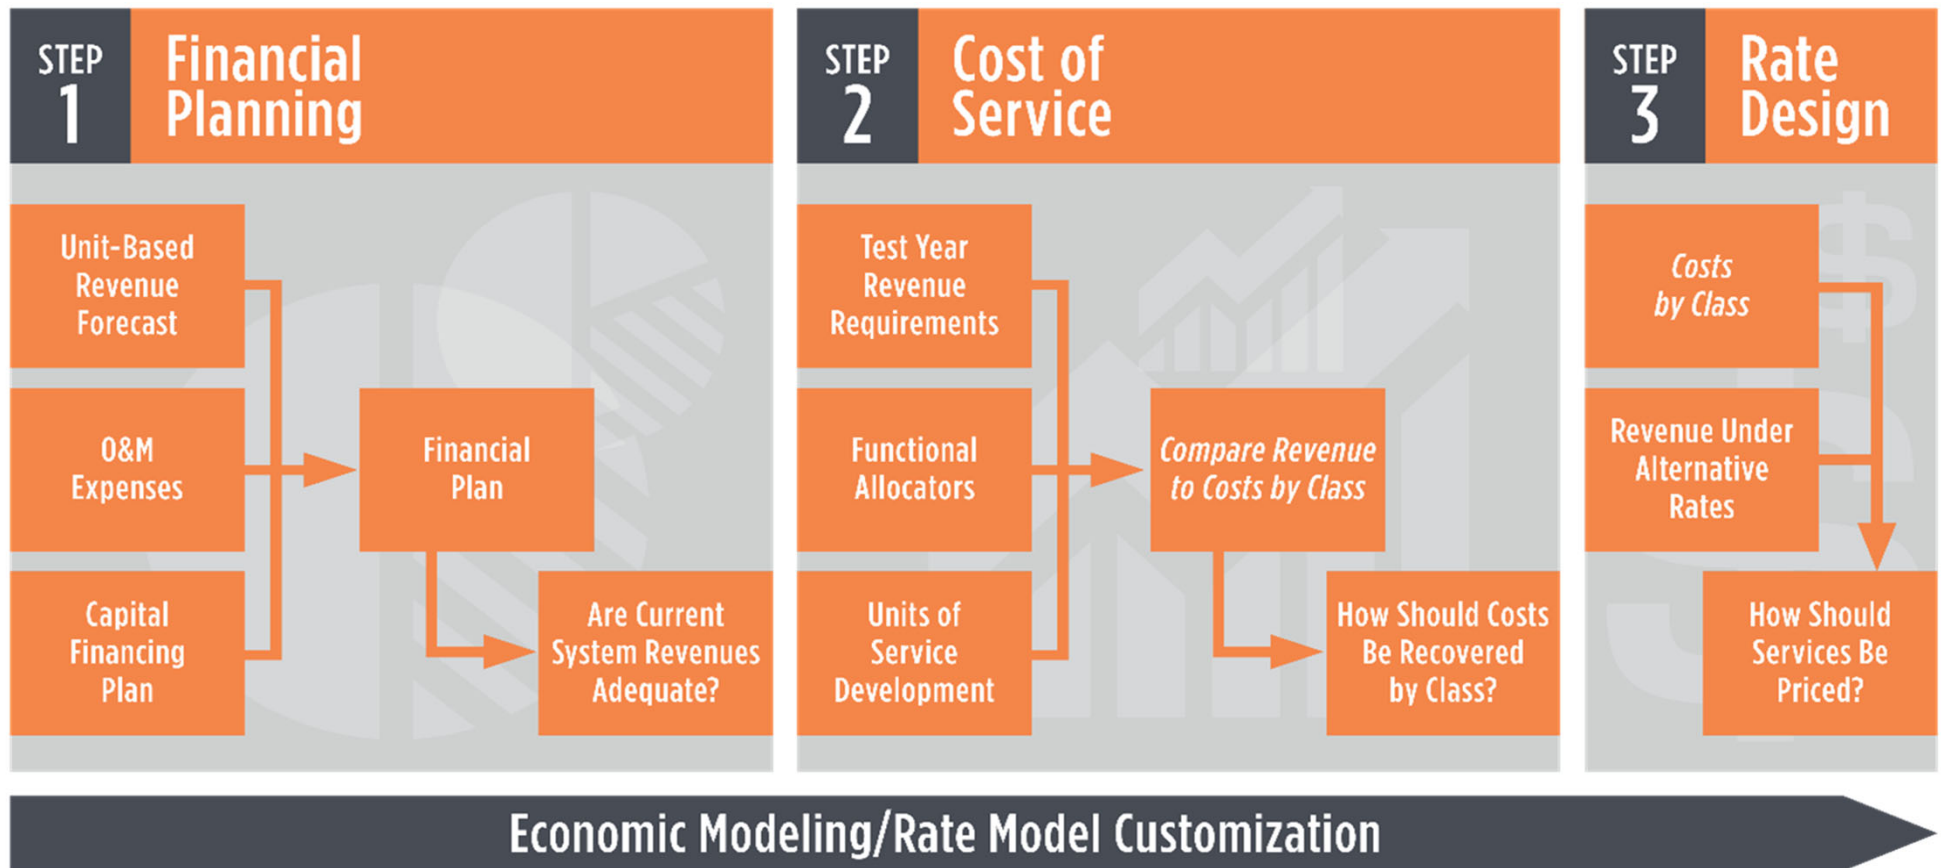 STEP
1
Financial
Planning
Unit-Based
Revenue
Forecast
O&M
Expenses
Capital
Financing
Plan
Financial
Plan
Are Current
System Revenues
Adequate?
STEP
2
Cost of
Service
Test Year
Revenue
Requirements
Functional
Allocators
Units of
Service
Development
Compare Revenue
to Costs by Class
How Should Costs
Be Recovered
by Class?
STEP
3
Rate
Design
Costs
by Class
Revenue Under
Alternative
Rates
How Should
Services Be
Priced?
Economic Modeling/Rate Model Customization